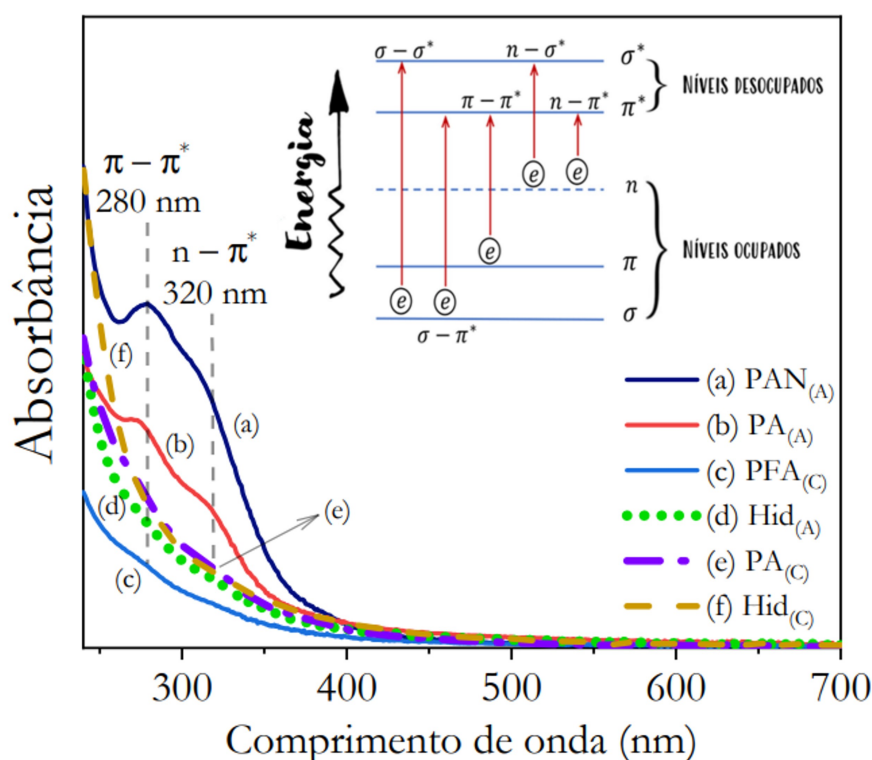 σ – σ*
n – σ*
σ*
NÍVEIS DESOCUPADOS
π – π*
n – π*
π*
Energia
e
e
n
e
NÍVEIS OCUPADOS
π
e
e
σ
σ – π*
π – π*
280 nm
n – π*
320 nm
Absorbância
(f)
(b)
(a)
(d)
(c)
(e)
(a) PAN(A)
(b) PA(A)
(c) PFA(C)
(d) Hid(A)
(e) PA(C)
(f) Hid(C)
300
400
500
600
700
Comprimento de onda (nm)